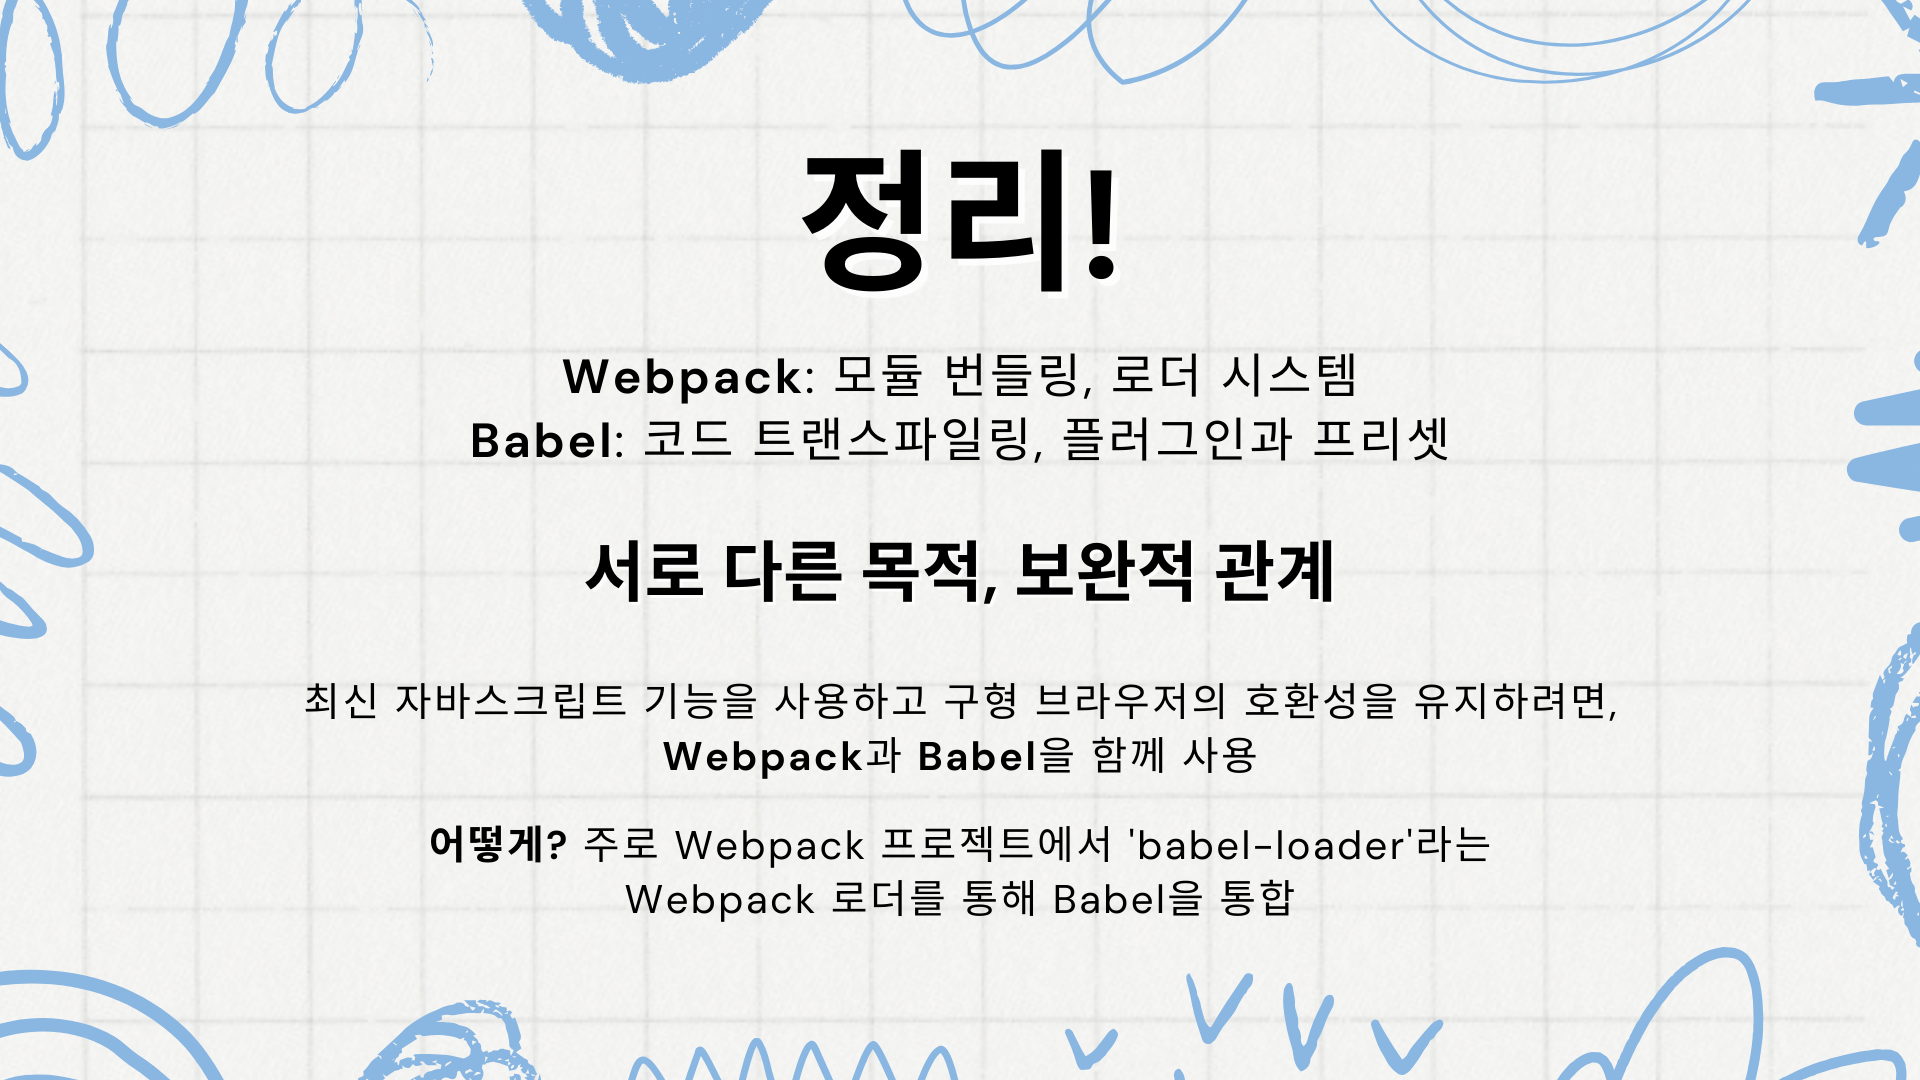 정리!
Webpack: 모듈 번들링, 로더 시스템
Babel: 코드 트랜스파일링, 플러그인과 프리셋
서로 다른 목적, 보완적 관계
최신 자바스크립트 기능을 사용하고 구형 브라우저의 호환성을 유지하려면,
Webpack과 Babel을 함께 사용
어떻게? 주로 Webpack 프로젝트에서 'babel-loader'라는
Webpack 로더를 통해 Babel을 통합